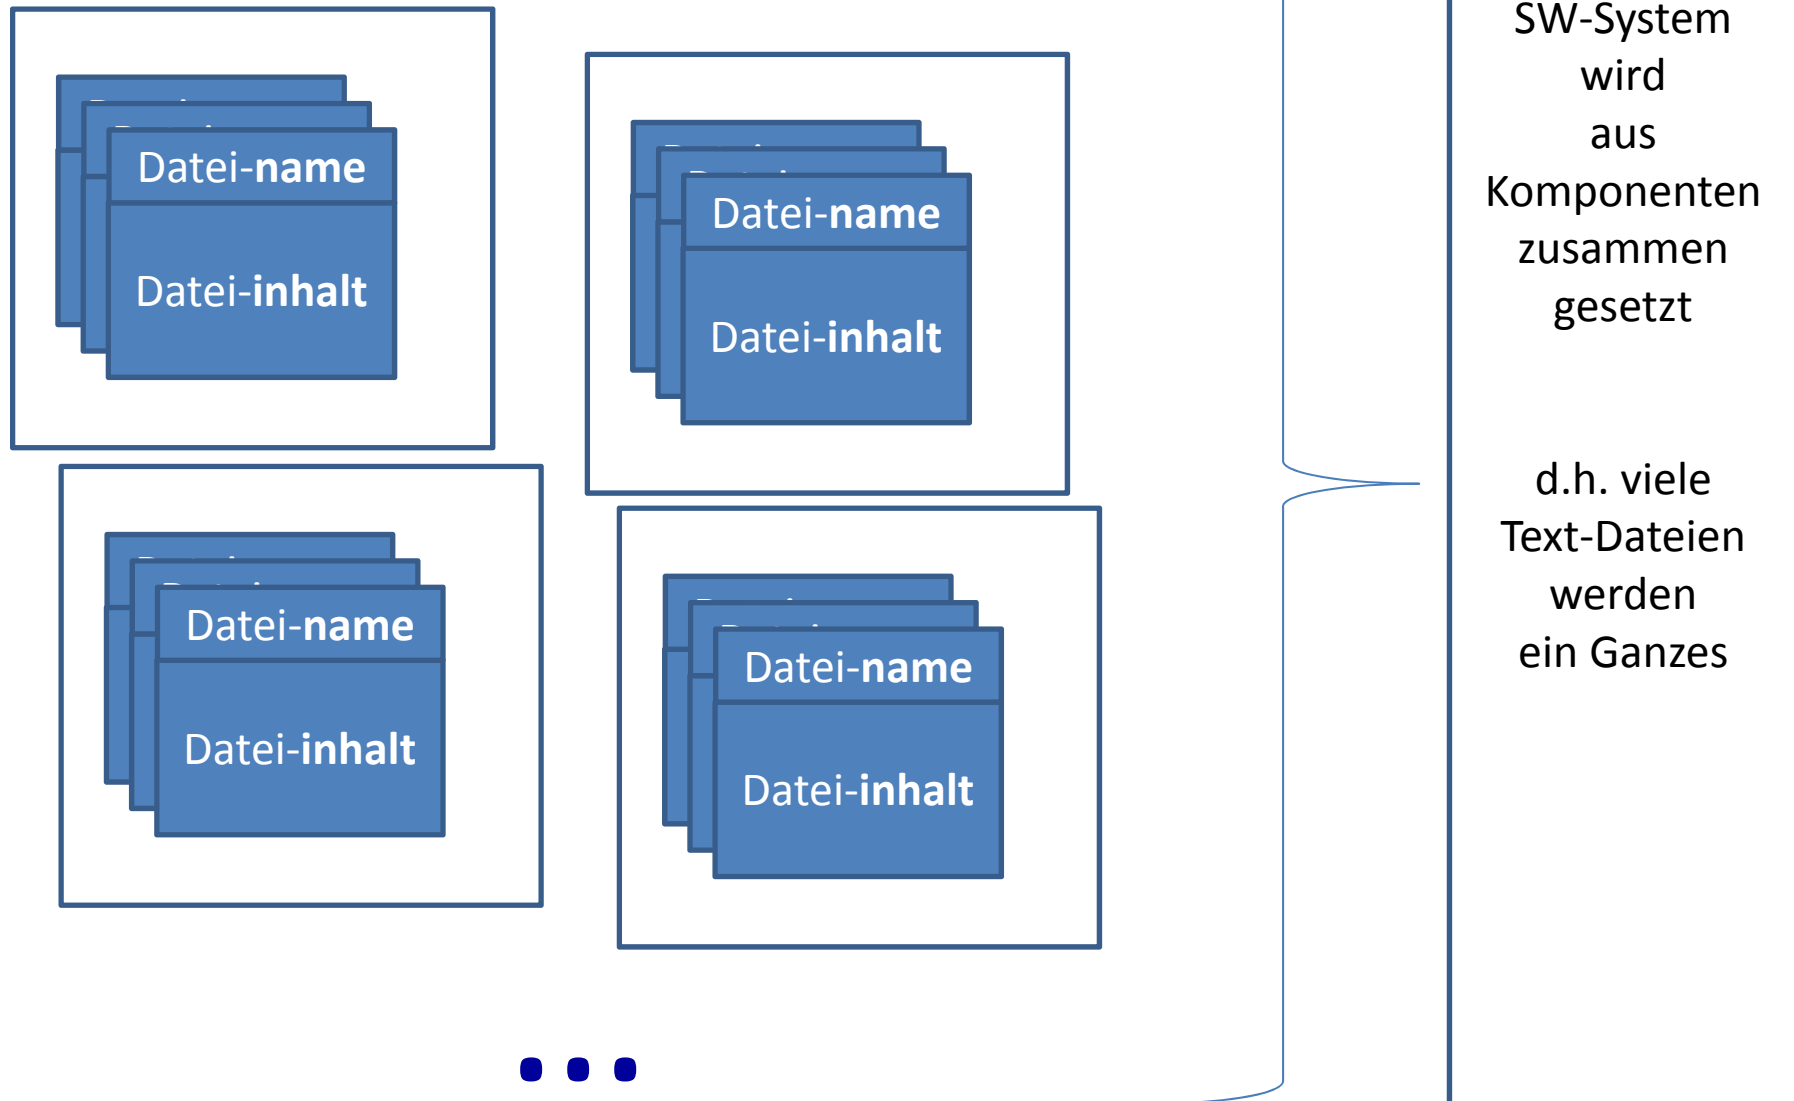 Datei-name
Datei-inhalt
Datei-name
Datei-inhalt
Datei-name
Datei-inhalt
Datei-name
Datei-inhalt
...
SW-System
wird
aus
Komponenten
zusammen
gesetzt
d.h. viele
Text-Dateien
werden
ein Ganzes